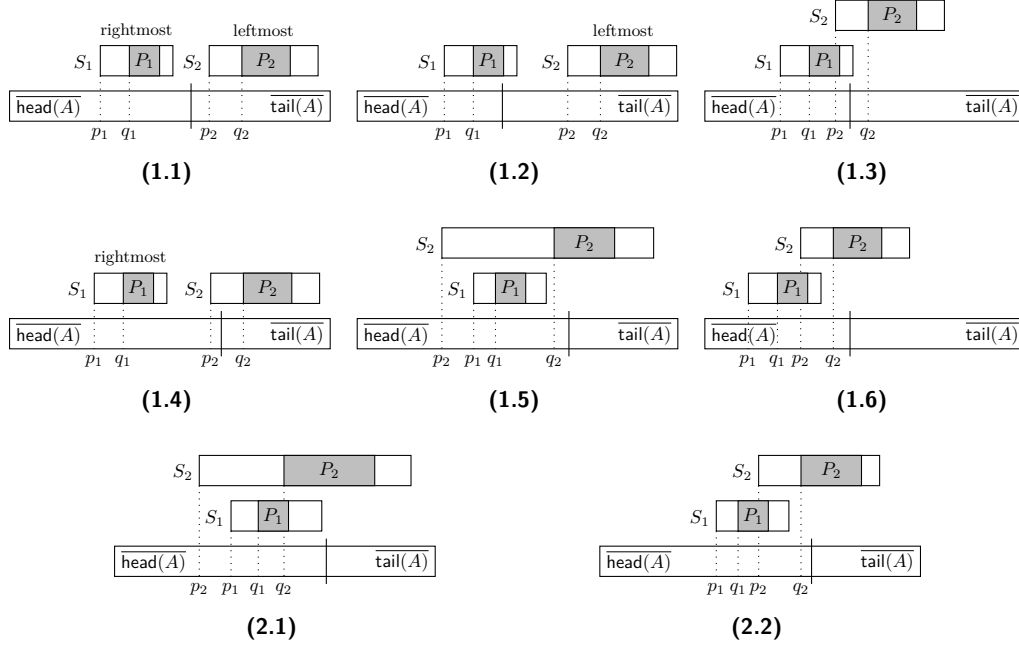 rightmost
leftmost
S₁ P₁ S₂ P₂
head(A) tail(A)
p₁ q₁ p₂ q₂
(1.1)
leftmost
S₁ P₁ S₂ P₂
head(A) tail(A)
p₁ q₁ p₂ q₂
(1.2)
S₂ P₂
S₁ P₁
head(A) tail(A)
p₁ q₁ p₂ q₂
(1.3)
rightmost
S₁ P₁ S₂ P₂
head(A) tail(A)
p₁ q₁ p₂ q₂
(1.4)
S₂ P₂
S₁ P₁
head(A) tail(A)
p₂ p₁ q₁ q₂
(1.5)
S₂ P₂
S₁ P₁
head(A) tail(A)
p₁ q₁ p₂ q₂
(1.6)
S₂ P₂
S₁ P₁
head(A) tail(A)
p₂ p₁ q₁ q₂
(2.1)
S₂ P₂
S₁ P₁
head(A) tail(A)
p₁ q₁ p₂ q₂
(2.2)